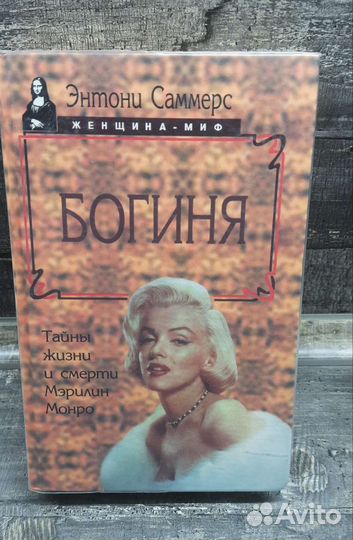 Энтони Саммерс
ЖЕНЩИНА-МИФ
БОГИНЯ
Тайны
жизни
и смерти
Мэрилин
Монро
Avito